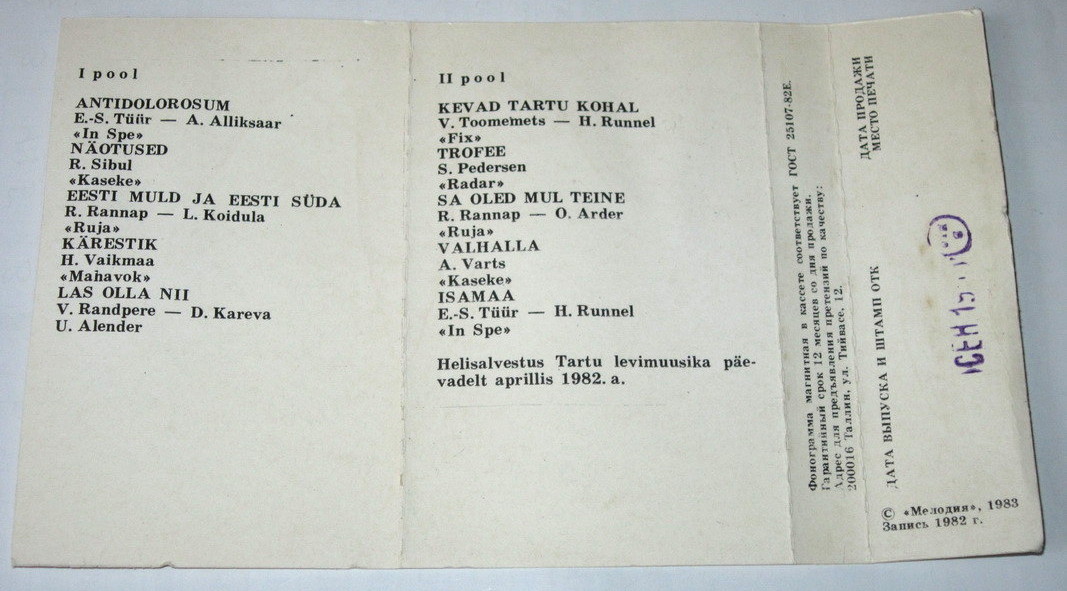 I pool
ANTIDOLOROSUM
E.-S. Tüür — A. Alliksaar
«In Spe»
NÄOTUSED
R. Sibul
«Kaseke»
EESTI MULD JA EESTI SÜDA
R. Rannap — L. Koidula
«Ruja»
KÄRESTIK
H. Vaikmaa
«Mahavok»
LAS OLLA NII
V. Randpere — D. Kareva
U. Alender
II pool
KEVAD TARTU KOHAL
V. Toomemets — H. Runnel
«Fix»
TROFEE
S. Pedersen
«Radar»
SA OLED MUL TEINE
R. Rannap — O. Arder
«Ruja»
VALHALLA
A. Varts
«Kaseke»
ISAMAA
E.-S. Tüür — H. Runnel
«In Spe»
Helisalvestus Tartu levimuusika päe-
vadelt aprillis 1982. a.
Фонограмма магнитная в кассете соответствует ГОСТ 25107-82Е.
Гарантийный срок 12 месяцев со дня продажи.
Адрес для предъявления претензий по качеству:
200016 Таллин, ул. Тийвасе, 12.
ДАТА ВЫПУСКА И ШТАМП ОТК
ДАТА ПРОДАЖИ
МЕСТО ПЕЧАТИ
СЕН 19
© «Мелодия», 1983
Запись 1982 г.